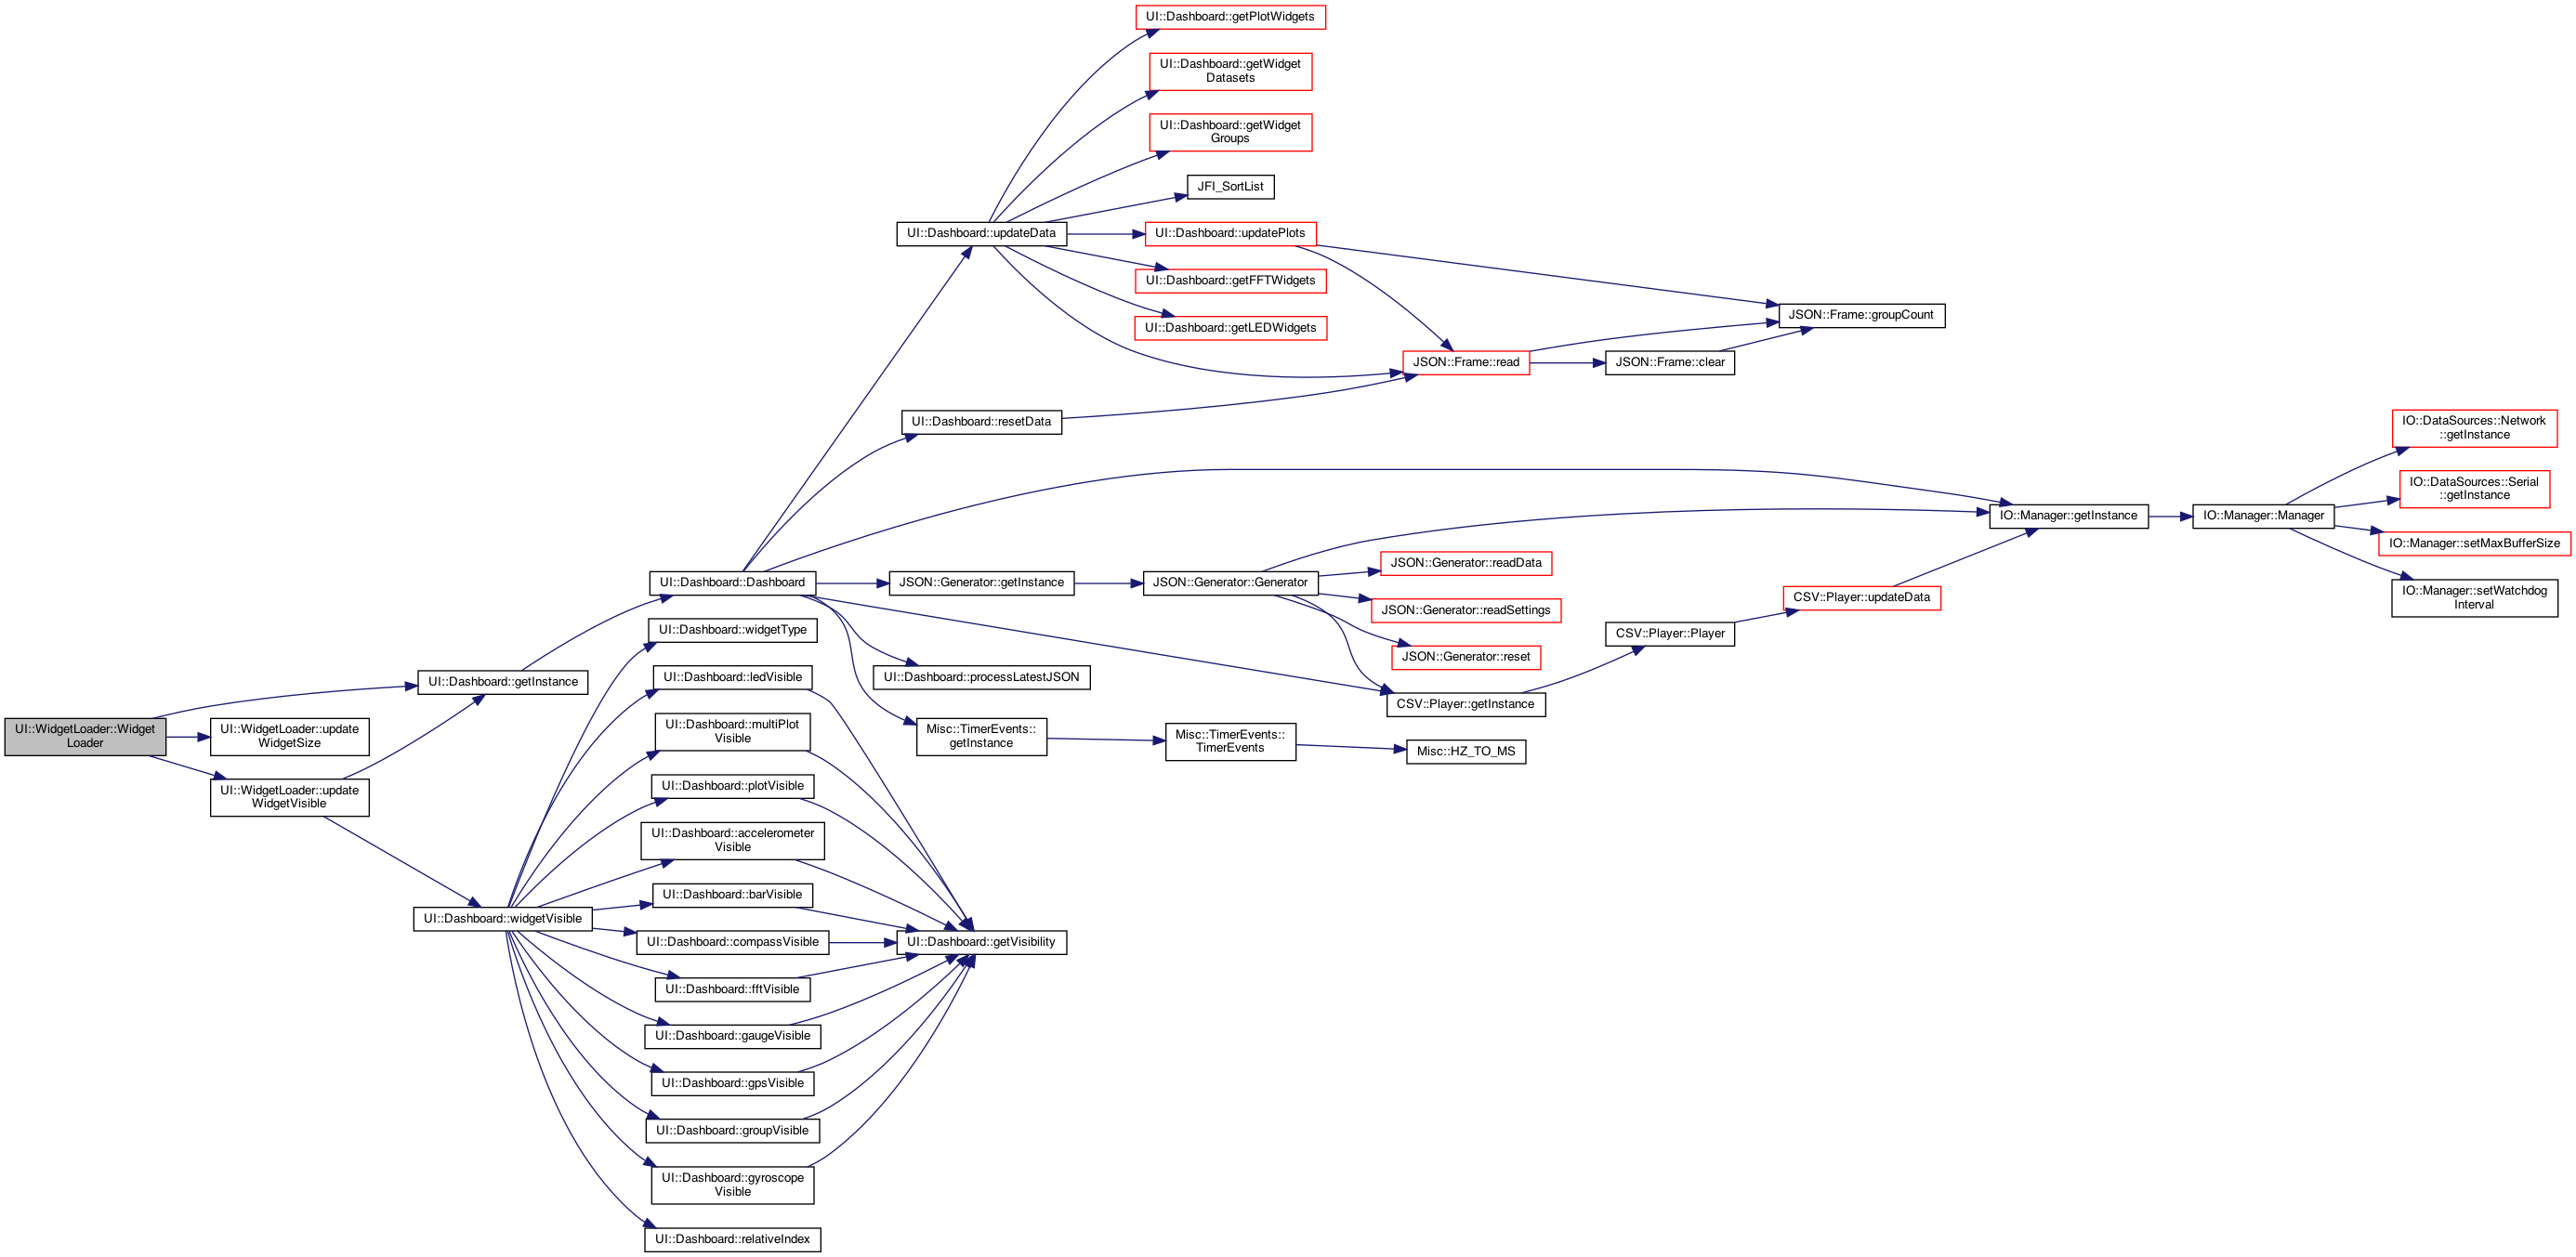 UI::WidgetLoader::Widget
Loader
UI::Dashboard::getInstance
UI::WidgetLoader::update
WidgetSize
UI::WidgetLoader::update
WidgetVisible
UI::Dashboard::widgetVisible
UI::Dashboard::Dashboard
UI::Dashboard::widgetType
UI::Dashboard::ledVisible
UI::Dashboard::multiPlot
Visible
UI::Dashboard::plotVisible
UI::Dashboard::accelerometer
Visible
UI::Dashboard::barVisible
UI::Dashboard::compassVisible
UI::Dashboard::fftVisible
UI::Dashboard::gaugeVisible
UI::Dashboard::gpsVisible
UI::Dashboard::groupVisible
UI::Dashboard::gyroscope
Visible
UI::Dashboard::relativeIndex
UI::Dashboard::updateData
UI::Dashboard::resetData
JSON::Generator::getInstance
UI::Dashboard::processLatestJSON
Misc::TimerEvents::
getInstance
UI::Dashboard::getVisibility
UI::Dashboard::getPlotWidgets
UI::Dashboard::getWidget
Datasets
UI::Dashboard::getWidget
Groups
JFI_SortList
UI::Dashboard::updatePlots
UI::Dashboard::getFFTWidgets
UI::Dashboard::getLEDWidgets
JSON::Generator::Generator
Misc::TimerEvents::
TimerEvents
JSON::Frame::read
JSON::Generator::readData
JSON::Generator::readSettings
JSON::Generator::reset
CSV::Player::getInstance
Misc::HZ_TO_MS
JSON::Frame::clear
CSV::Player::Player
JSON::Frame::groupCount
CSV::Player::updateData
IO::Manager::getInstance
IO::Manager::Manager
IO::DataSources::Network
::getInstance
IO::DataSources::Serial
::getInstance
IO::Manager::setMaxBufferSize
IO::Manager::setWatchdog
Interval